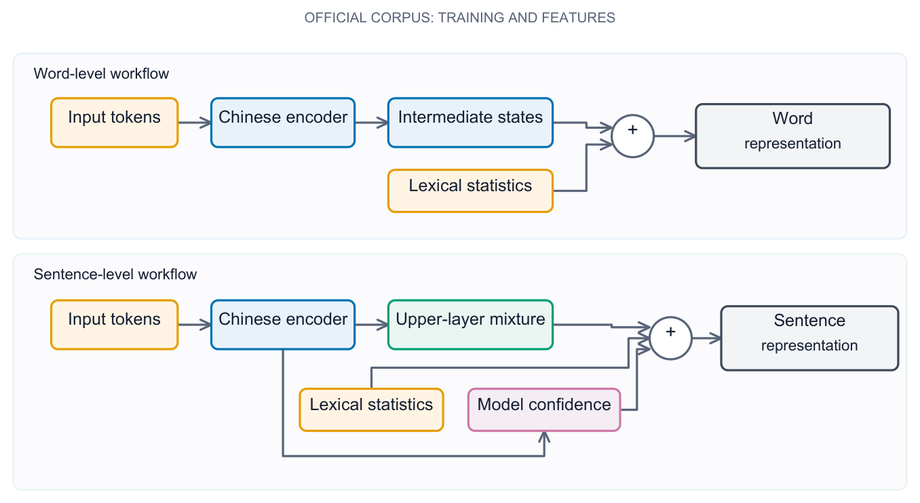 OFFICIAL CORPUS: TRAINING AND FEATURES
Word-level workflow
Input tokens
Chinese encoder
Intermediate states
+
Word
representation
Lexical statistics
Sentence-level workflow
Input tokens
Chinese encoder
Upper-layer mixture
+
Sentence
representation
Lexical statistics
Model confidence